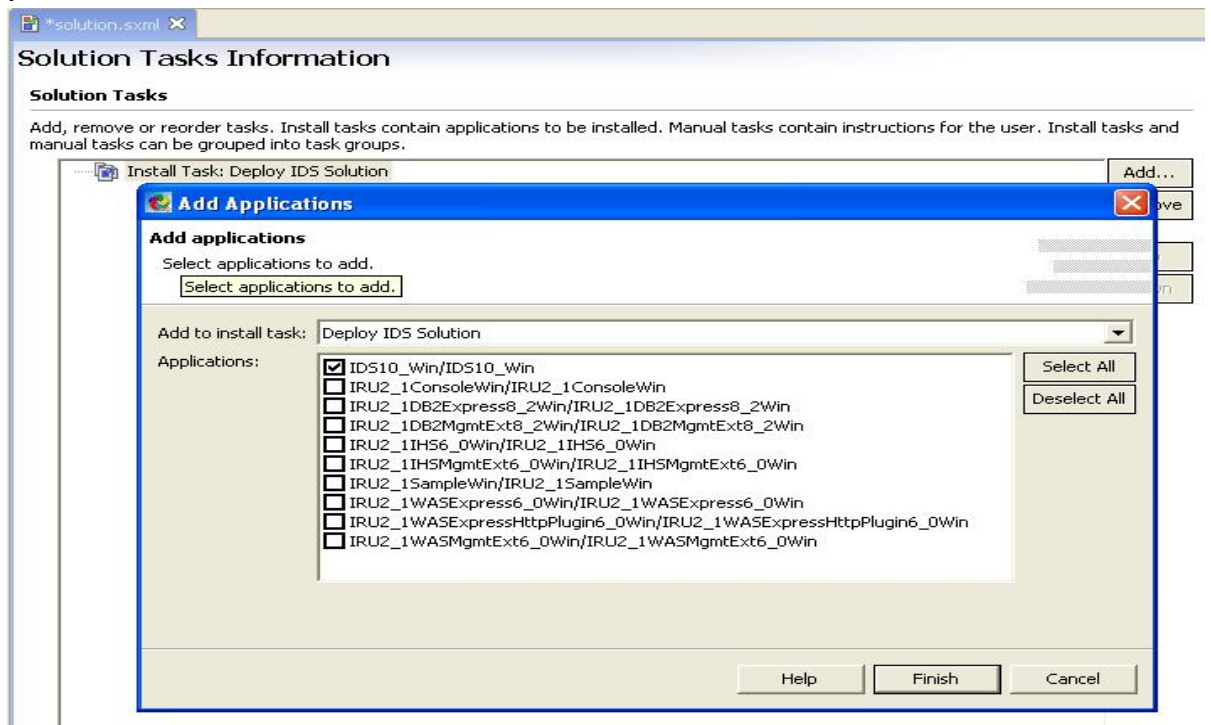 *solution.sxml
Solution Tasks Information
Solution Tasks
Add, remove or reorder tasks. Install tasks contain applications to be installed. Manual tasks contain instructions for the user. Install tasks and
manual tasks can be grouped into task groups.
Install Task: Deploy IDS Solution
Add...
Add Applications
ove
Add applications
Select applications to add.
Select applications to add.
Add to install task: Deploy IDS Solution
Applications:
IDS10_Win/IDS10_Win
IRU2_1ConsoleWin/IRU2_1ConsoleWin
IRU2_1DB2Express8_2Win/IRU2_1DB2Express8_2Win
IRU2_1DB2MgmtExt8_2Win/IRU2_1DB2MgmtExt8_2Win
IRU2_1IHS6_0Win/IRU2_1IHS6_0Win
IRU2_1IHSMgmtExt6_0Win/IRU2_1IHSMgmtExt6_0Win
IRU2_1SampleWin/IRU2_1SampleWin
IRU2_1WASExpress6_0Win/IRU2_1WASExpress6_0Win
IRU2_1WASExpressHttpPlugin6_0Win/IRU2_1WASExpressHttpPlugin6_0Win
IRU2_1WASMgmtExt6_0Win/IRU2_1WASMgmtExt6_0Win
Select All
Deselect All
Help
Finish
Cancel